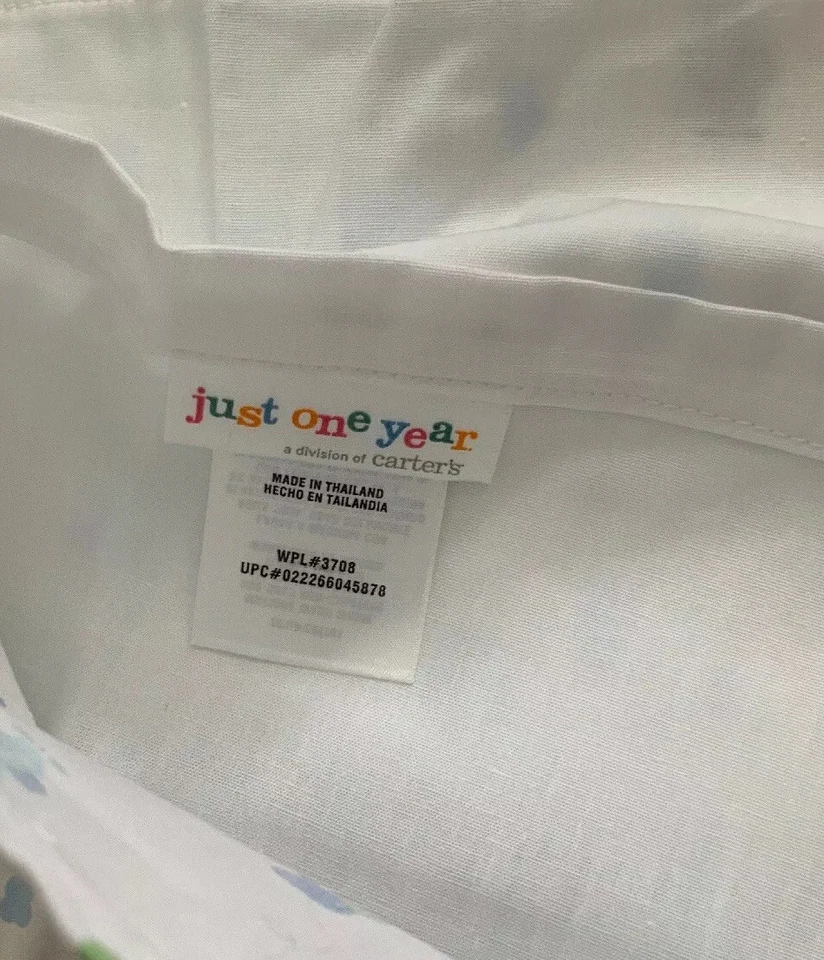 just one year
a division of carter's
MADE IN THAILAND
HECHO EN TAILANDIA
WPL#3708
UPC#022266045878